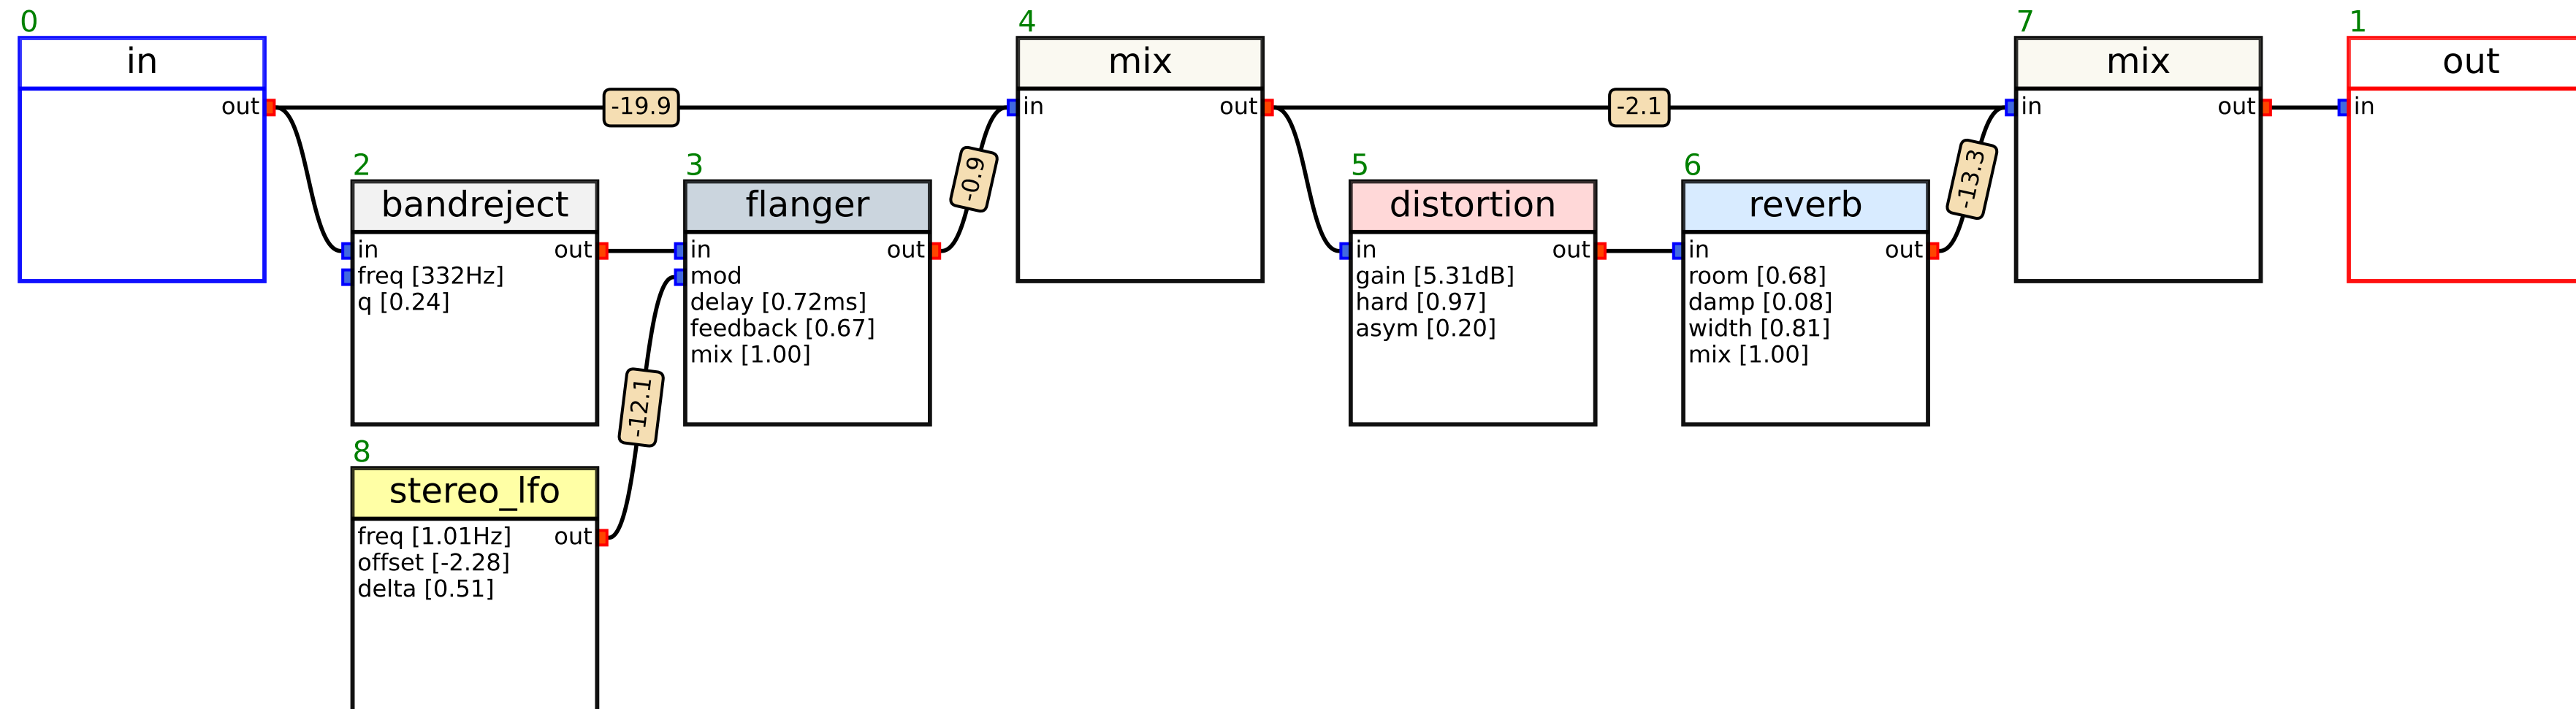 0
in
out
-19.9
2
bandreject
in
out
freq [332Hz]
q [0.24]
8
stereo_lfo
freq [1.01Hz]
out
offset [-2.28]
delta [0.51]
-12.1
3
flanger
in
out
mod
delay [0.72ms]
feedback [0.67]
mix [1.00]
-0.9
4
mix
in
out
-2.1
5
distortion
in
out
gain [5.31dB]
hard [0.97]
asym [0.20]
6
reverb
in
out
room [0.68]
damp [0.08]
width [0.81]
mix [1.00]
-13.3
7
mix
in
out
1
out
in